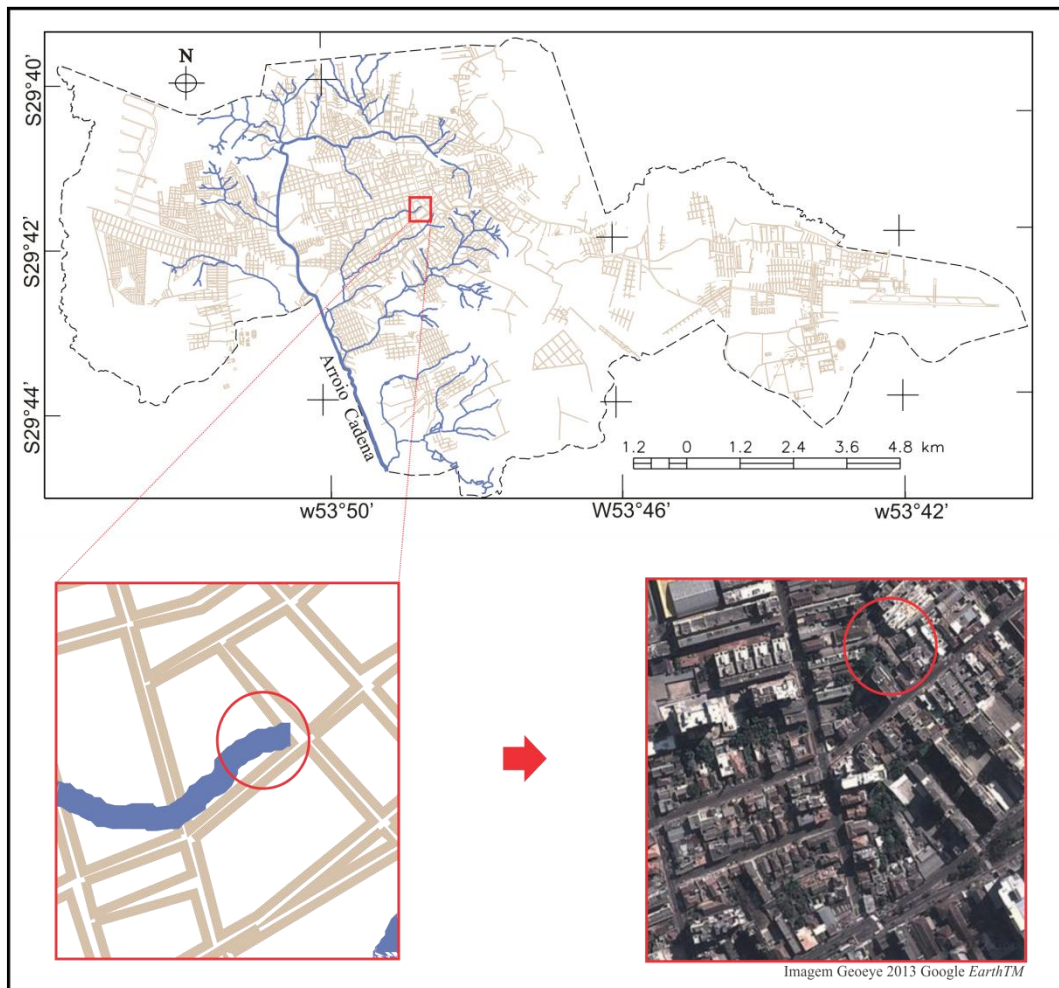 N
S29°40'
S29°42'
S29°44'
Arroio Cadena
1.2 0 1.2 2.4 3.6 4.8 km
w53°50'
W53°46'
w53°42'
Imagem Geoeye 2013 Google EarthTM